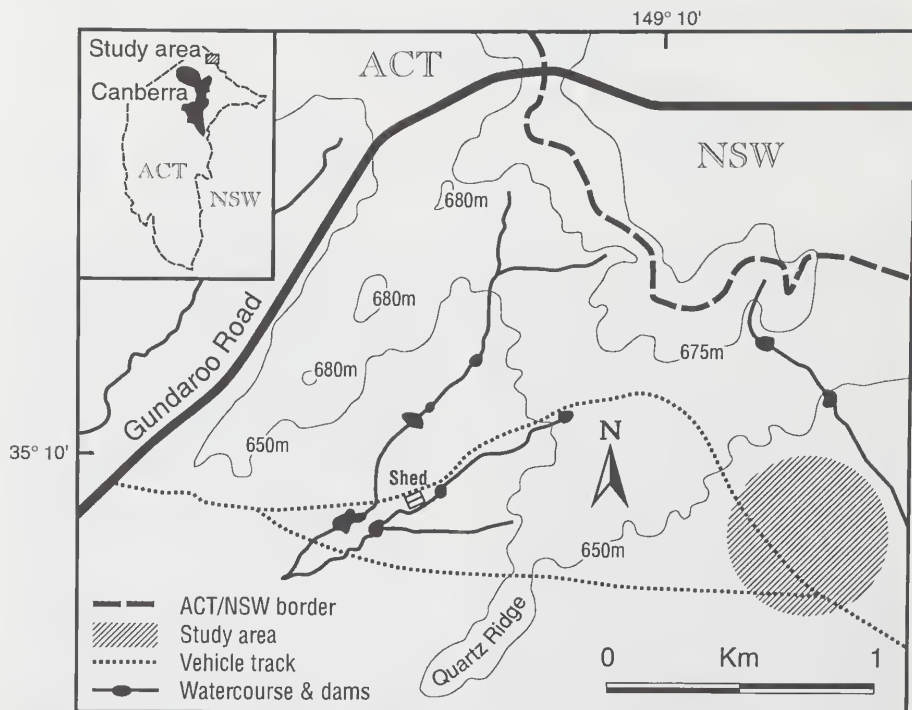 149° 10'
Study area
Canberra
ACT
NSW
ACT
NSW
680m
680m
680m
675m
Gundaroo Road
650m
35° 10'
Shed
N
650m
Quartz Ridge
ACT/NSW border
Study area
Vehicle track
Watercourse & dams
0 Km 1